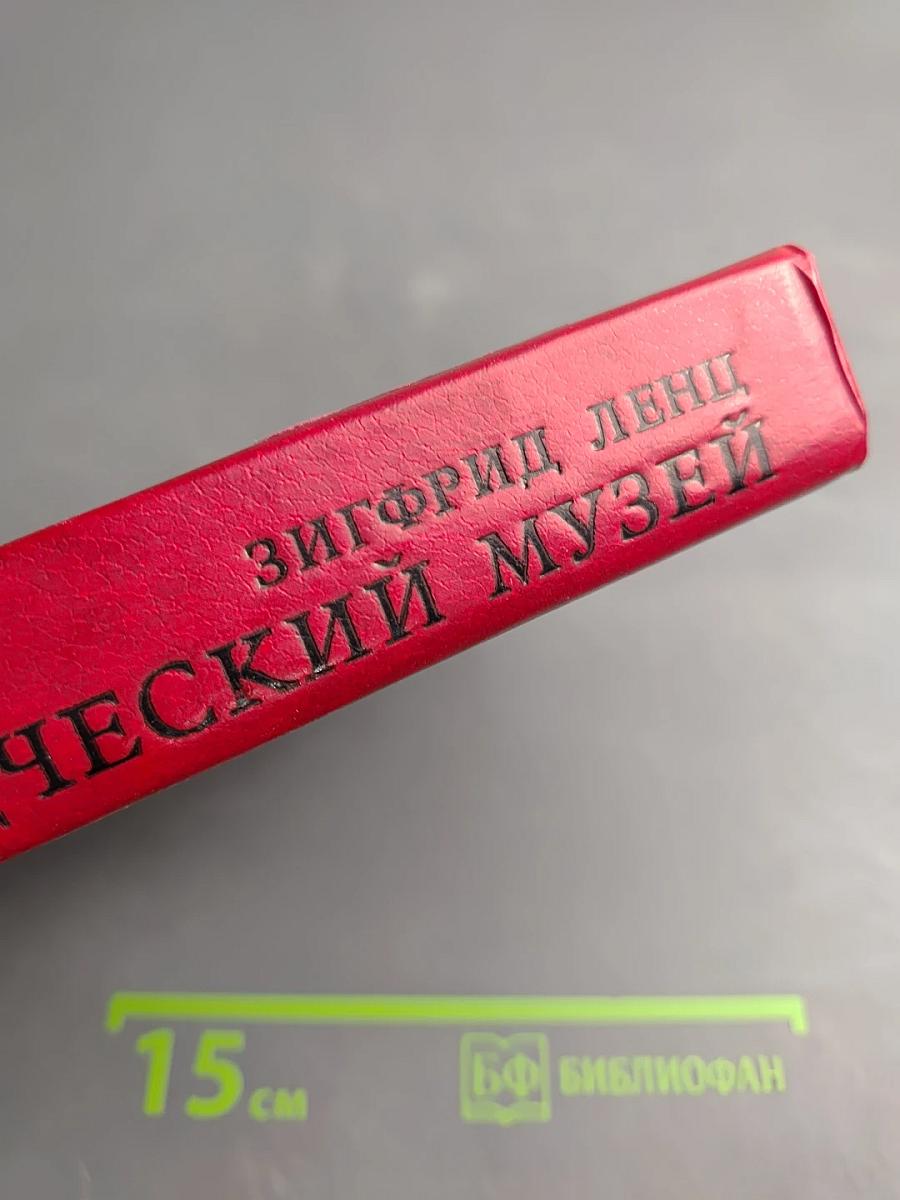 ЗИГФРИД ЛЕНЦ
ЧЕСКИЙ МУЗЕЙ
15 см
БФ БИБЛИОФАН